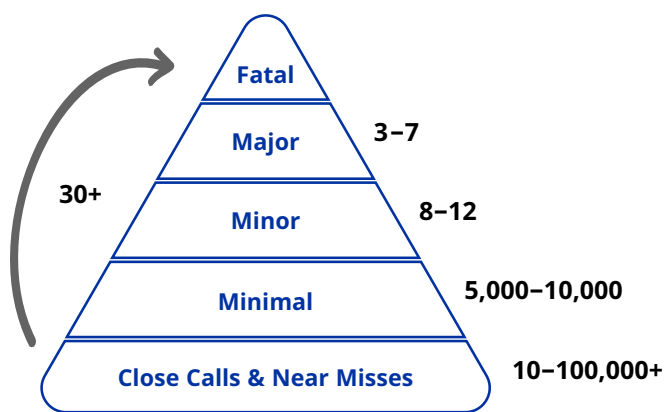 Fatal
Major
3–7
30+
Minor
8–12
Minimal
5,000–10,000
Close Calls & Near Misses
10–100,000+